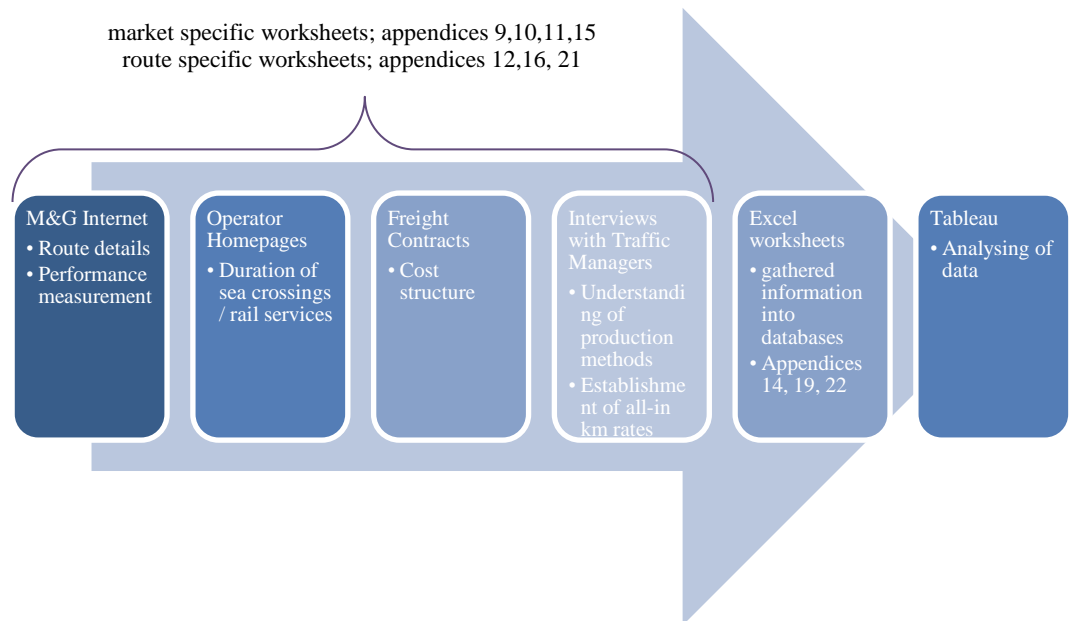 market specific worksheets; appendices 9,10,11,15
route specific worksheets; appendices 12,16, 21
M&G Internet
• Route details
• Performance
measurement
Operator
Homepages
• Duration of
sea crossings
/ rail services
Freight
Contracts
• Cost
structure
Interviews
with Traffic
Managers
• Understandi
ng of
production
methods
• Establishme
nt of all-in
km rates
Excel
worksheets
• gathered
information
into
databases
• Appendices
14, 19, 22
Tableau
• Analysing of
data